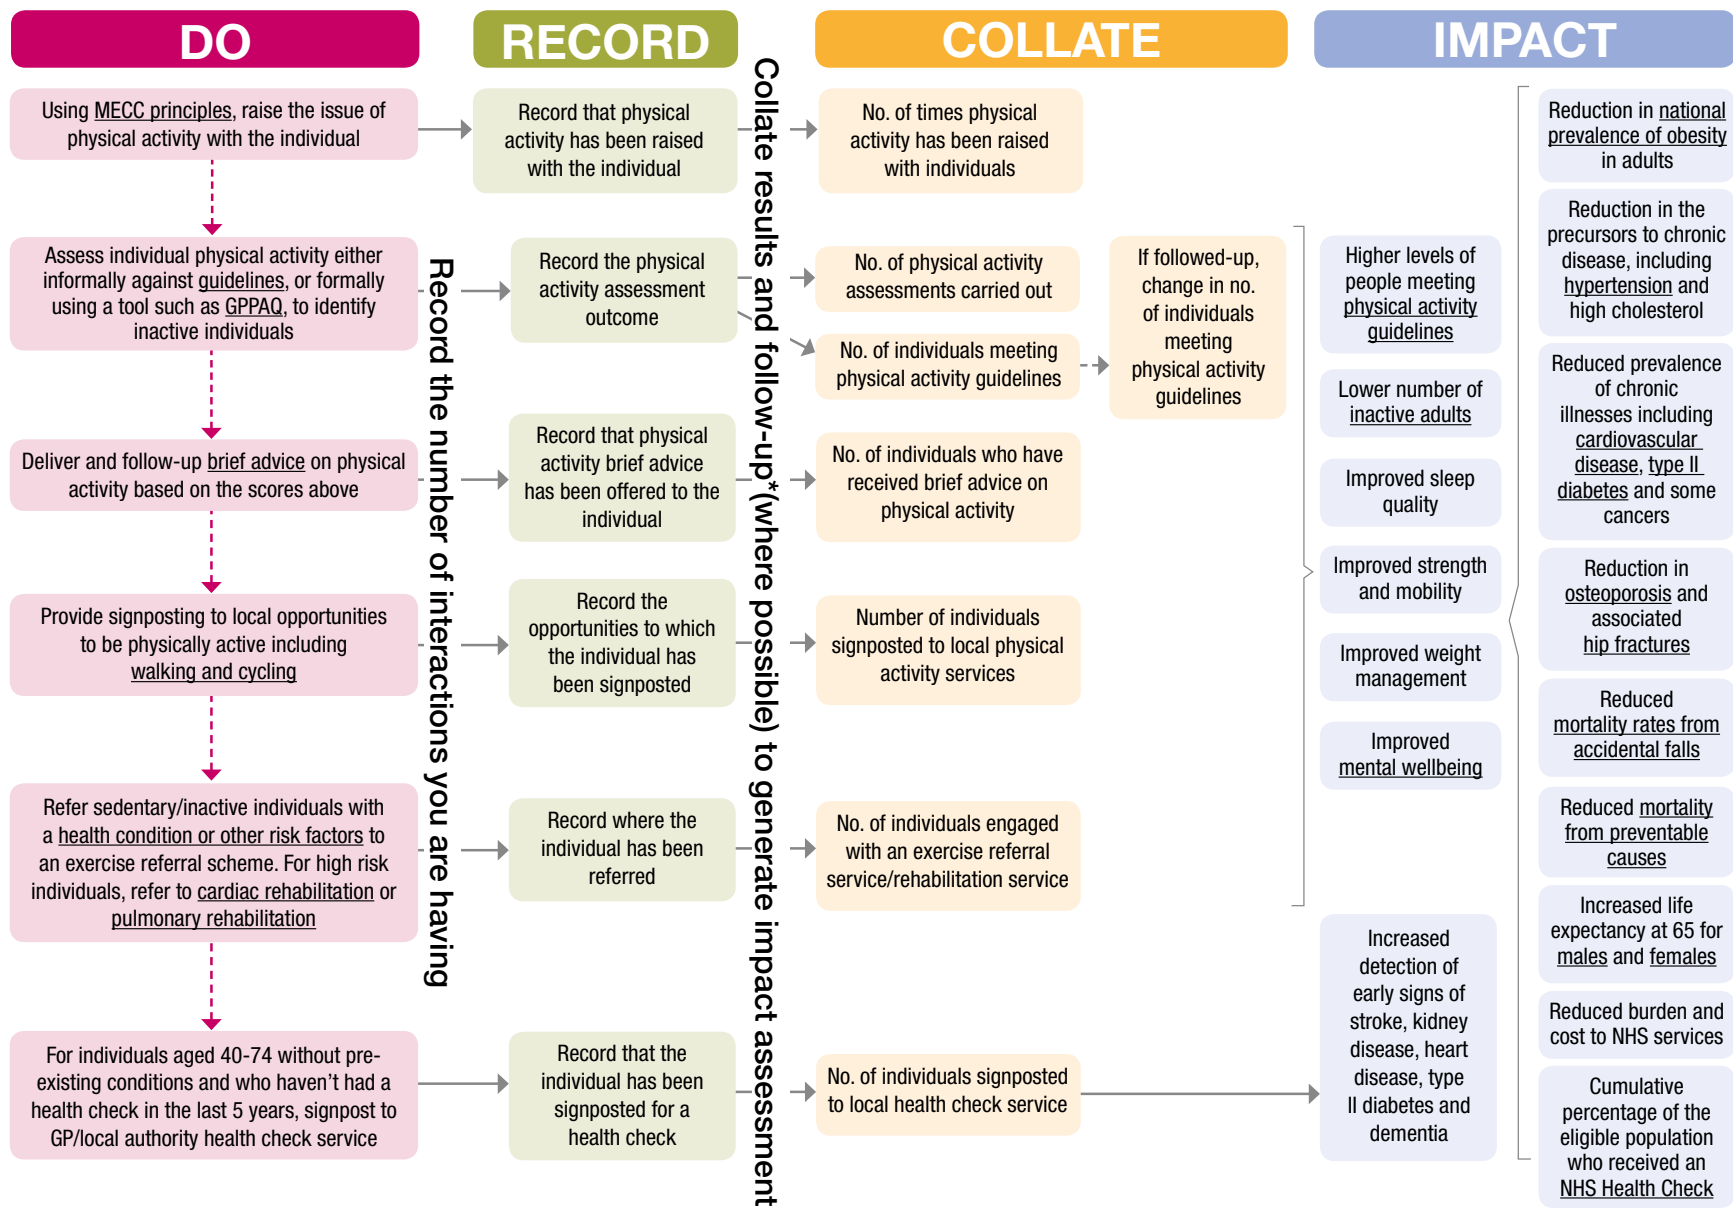 DO
RECORD
COLLATE
IMPACT
Using MECC principles, raise the issue of
physical activity with the individual
Assess individual physical activity either
informally against guidelines, or formally
using a tool such as GPPAQ, to identify
inactive individuals
Deliver and follow-up brief advice on physical
activity based on the scores above
Provide signposting to local opportunities
to be physically active including
walking and cycling
Refer sedentary/inactive individuals with
a health condition or other risk factors to
an exercise referral scheme. For high risk
individuals, refer to cardiac rehabilitation or
pulmonary rehabilitation
For individuals aged 40-74 without pre-
existing conditions and who haven't had a
health check in the last 5 years, signpost to
GP/local authority health check service
Record the number of interactions you are having
Record that physical
activity has been raised
with the individual
Record the physical
activity assessment
outcome
Record that physical
activity brief advice
has been offered to the
individual
Record the
opportunities to which
the individual has
been signposted
Record where the
individual has been
referred
Record that the
individual has been
signposted for a
health check
Collate results and follow-up*(where possible) to generate impact assessment
No. of times physical
activity has been raised
with individuals
No. of physical activity
assessments carried out
No. of individuals meeting
physical activity guidelines
If followed-up,
change in no.
of individuals
meeting
physical activity
guidelines
No. of individuals who have
received brief advice on
physical activity
Number of individuals
signposted to local physical
activity services
No. of individuals engaged
with an exercise referral
service/rehabilitation service
No. of individuals signposted
to local health check service
Higher levels of
people meeting
physical activity
guidelines
Lower number of
inactive adults
Improved sleep
quality
Improved strength
and mobility
Improved weight
management
Improved
mental wellbeing
Increased
detection of
early signs of
stroke, kidney
disease, heart
disease, type
II diabetes and
dementia
Reduction in national
prevalence of obesity
in adults
Reduction in the
precursors to chronic
disease, including
hypertension and
high cholesterol
Reduced prevalence
of chronic
illnesses including
cardiovascular
disease, type II
diabetes and some
cancers
Reduction in
osteoporosis and
associated
hip fractures
Reduced
mortality rates from
accidental falls
Reduced mortality
from preventable
causes
Increased life
expectancy at 65 for
males and females
Reduced burden and
cost to NHS services
Cumulative
percentage of the
eligible population
who received an
NHS Health Check